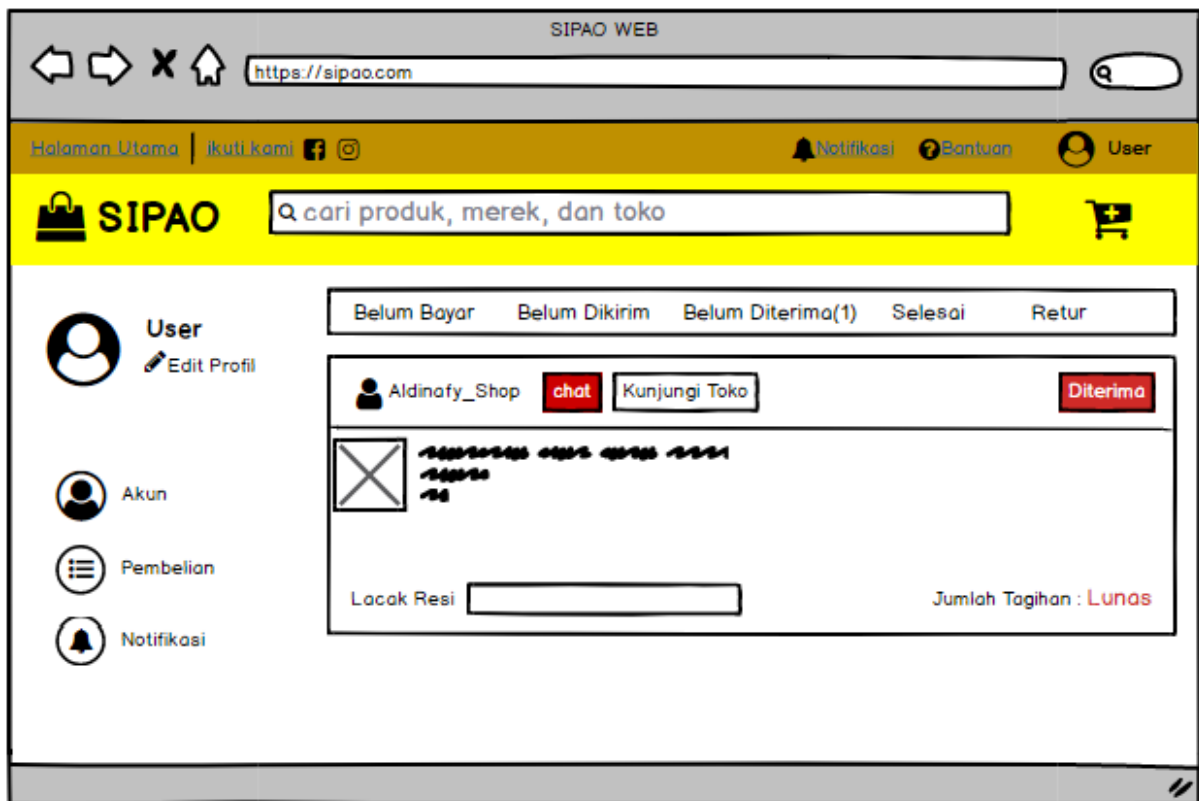 SIPAO WEB
https://sipao.com
Halaman Utama | ikuti kami
Notifikasi Bantuan User
SIPAO cari produk, merek, dan toko
User
Edit Profil
Akun
Pembelian
Notifikasi
Belum Bayar Belum Dikirim Belum Diterima(1) Selesai Retur
Aldinafy_Shop chat Kunjungi Toko Diterima
Lacak Resi Jumlah Tagihan : Lunas